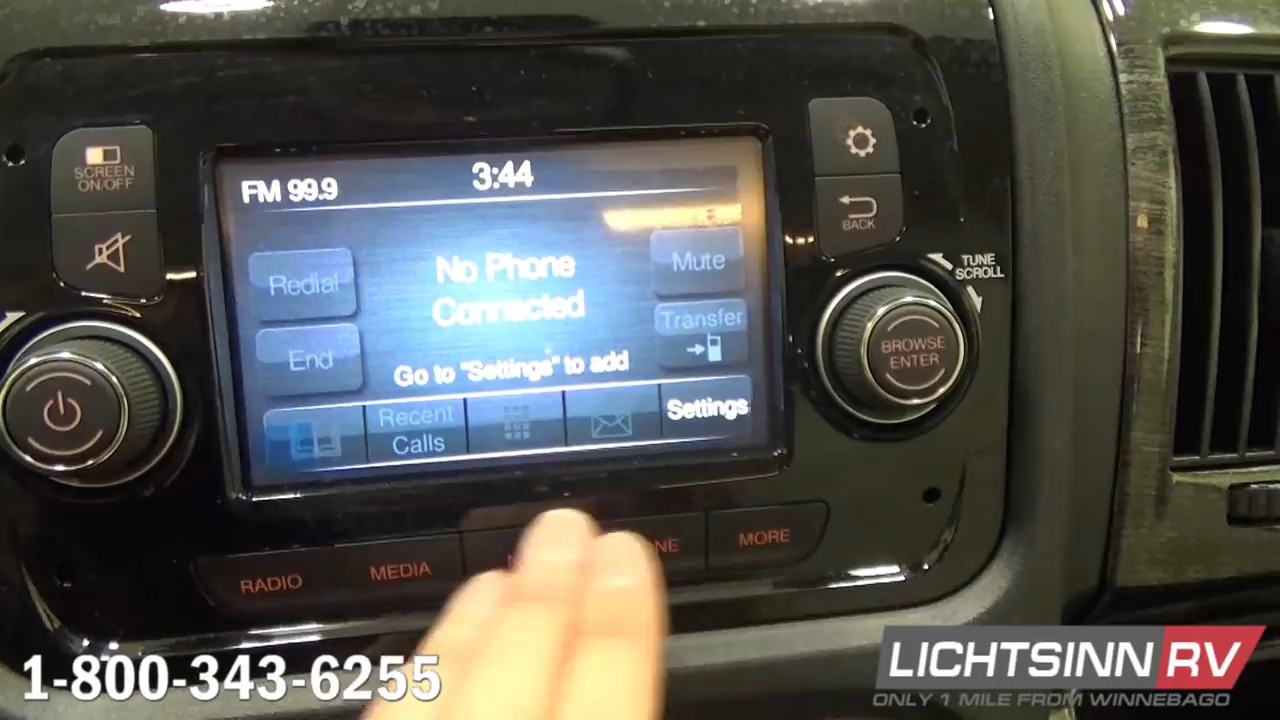 SCREEN
ON/OFF
FM 99.9
3:44
BACK
TUNE
SCROLL
Redial
No Phone
Connected
Mute
Transfer
BROWSE
ENTER
End
Go to "Settings" to add
Recent
Calls
Settings
RADIO
MEDIA
MORE
1-800-343-6255
LICHTSINN RV
ONLY 1 MILE FROM WINNEBAGO